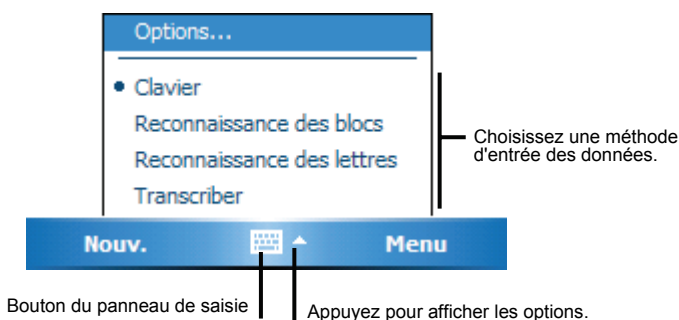 Options...
Clavier
Reconnaissance des blocs
Reconnaissance des lettres
Transcriber
Choisissez une méthode
d'entrée des données.
Nouv. Menu
Bouton du panneau de saisie
Appuyez pour afficher les options.